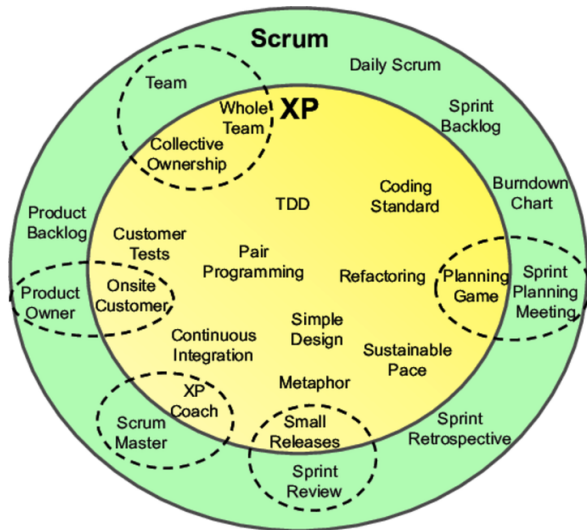 Scrum
Daily Scrum
Team
Whole
Team
XP
Sprint
Backlog
Collective
Ownership
Coding
Standard
Burndown
Chart
TDD
Product
Backlog
Customer
Tests
Pair
Programming
Refactoring
Planning
Game
Sprint
Planning
Meeting
Product
Owner
Onsite
Customer
Continuous
Integration
Simple
Design
Sustainable
Pace
Metaphor
XP
Coach
Scrum
Master
Small
Releases
Sprint
Retrospective
Sprint
Review